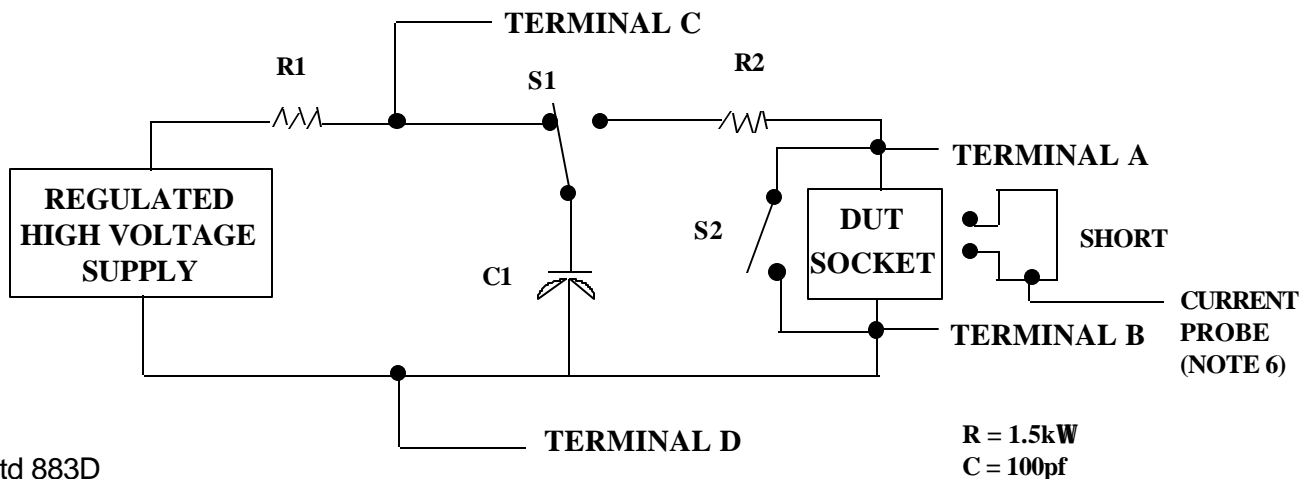 TERMINAL C
R1
S1
R2
TERMINAL A
REGULATED
HIGH VOLTAGE
SUPPLY
S2
DUT
SOCKET
SHORT
C1
CURRENT
PROBE
(NOTE 6)
TERMINAL B
TERMINAL D
R = 1.5kW
C = 100pf
td 883D